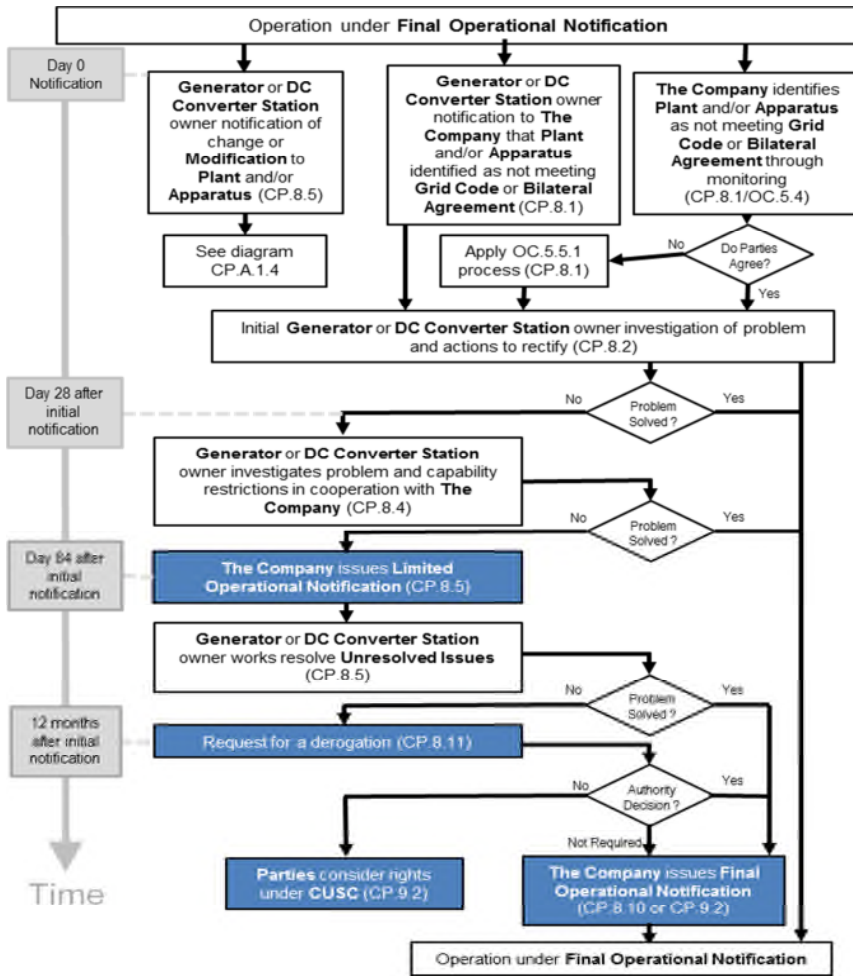 Operation under Final Operational Notification
Day 0
Notification
Generator or DC
Converter Station
owner notification of
change or
Modification to
Plant and/or
Apparatus (CP.8.5)
Generator or DC
Converter Station owner
notification to The
Company that Plant
and/or Apparatus
identified as not meeting
Grid Code or Bilateral
Agreement (CP.8.1)
The Company identifies
Plant and/or Apparatus
as not meeting Grid
Code or Bilateral
Agreement through
monitoring
(CP.8.1/OC.5.4)
See diagram
CP.A.1.4
Apply OC.5.5.1
process (CP.8.1)
No
Do Parties
Agree?
Yes
Initial Generator or DC Converter Station owner investigation of problem
and actions to rectify (CP.8.2)
Day 28 after
initial
notification
No
Problem
Solved ?
Yes
Generator or DC Converter Station
owner investigates problem and capability
restrictions in cooperation with The
Company (CP.8.4)
No
Problem
Solved ?
Yes
Day 84 after
initial
notification
The Company issues Limited
Operational Notification (CP.8.5)
Generator or DC Converter Station
owner works resolve Unresolved Issues
(CP.8.5)
No
Problem
Solved ?
Yes
12 months
after initial
notification
Request for a derogation (CP.8.11)
No
Authority
Decision ?
Yes
Not Required
Parties consider rights
under CUSC (CP.9.2)
The Company issues Final
Operational Notification
(CP.8.10 or CP.9.2)
Time
Operation under Final Operational Notification